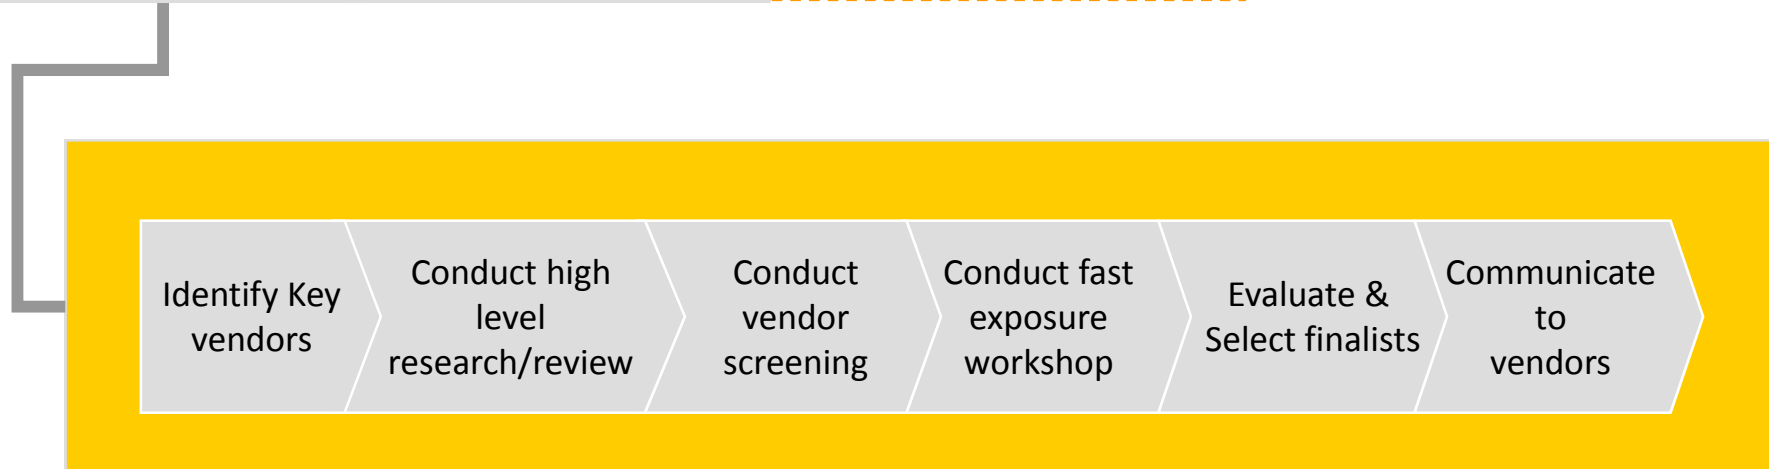 Identify Key
vendors
Conduct high
level
research/review
Conduct
vendor
screening
Conduct fast
exposure
workshop
Evaluate &
Select finalists
Communicate
to
vendors